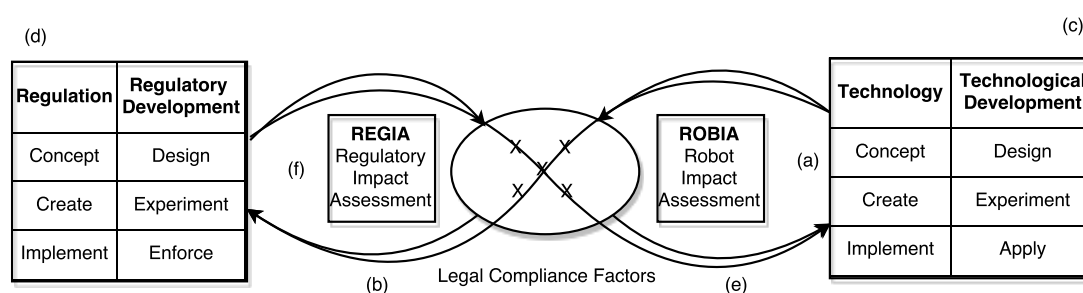 (d)
(c)
Regulation
Regulatory
Development
Concept
Design
Create
Experiment
Implement
Enforce
(f)
REGIA
Regulatory
Impact
Assessment
X X
X
X X
ROBIA
Robot
Impact
Assessment
(a)
Technology
Technological
Development
Concept
Design
Create
Experiment
Implement
Apply
(b)
Legal Compliance Factors
(e)